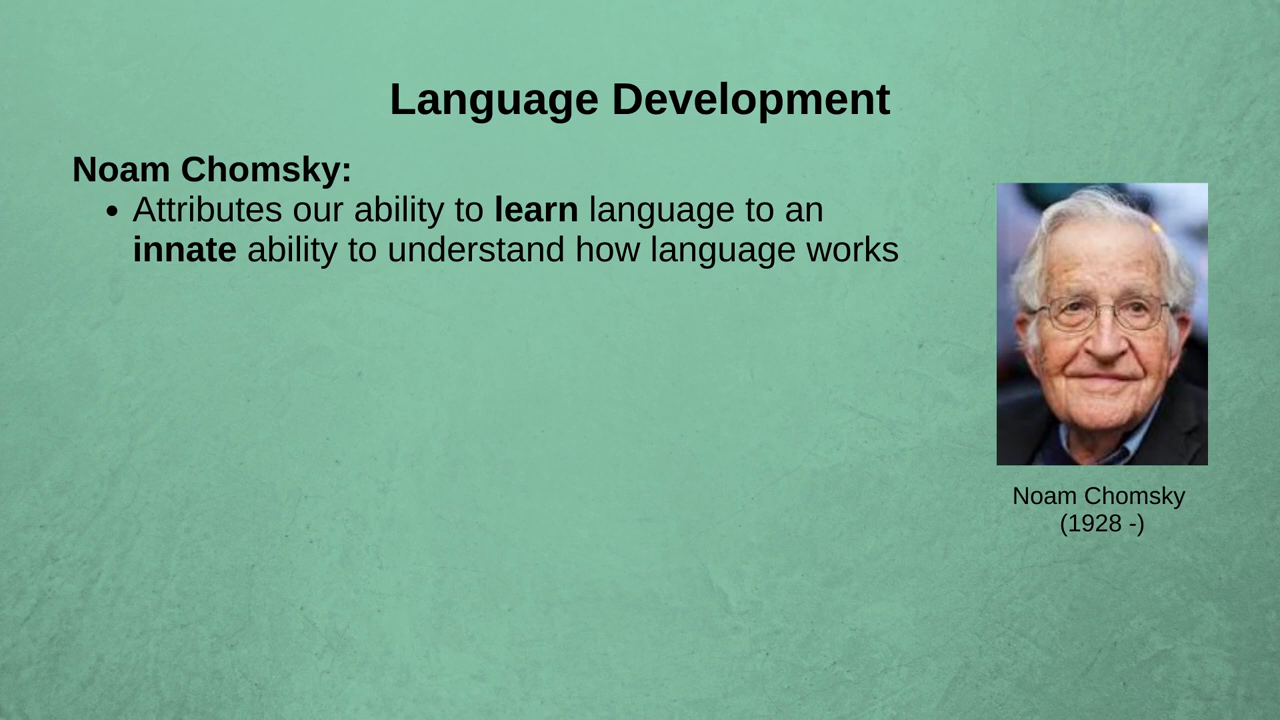 Language Development
Noam Chomsky:
• Attributes our ability to learn language to an
innate ability to understand how language works
Noam Chomsky
(1928 -)